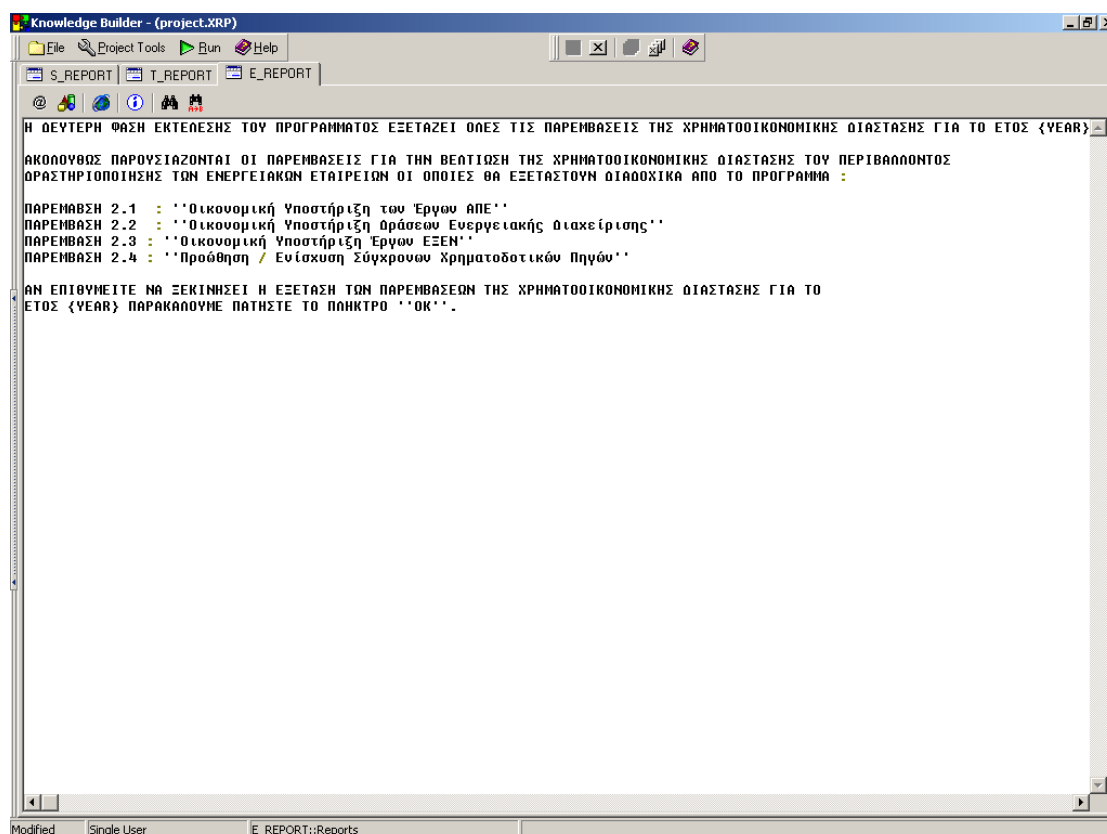 Knowledge Builder - (project.XRP)
File Project Tools Run Help
S_REPORT T_REPORT E_REPORT
Η ΔΕΥΤΕΡΗ ΦΑΣΗ ΕΚΤΕΛΕΣΗΣ ΤΟΥ ΠΡΟΓΡΑΜΜΑΤΟΣ ΕΞΕΤΑΖΕΙ ΟΛΕΣ ΤΙΣ ΠΑΡΕΜΒΑΣΕΙΣ ΤΗΣ ΧΡΗΜΑΤΟΟΙΚΟΝΟΜΙΚΗΣ ΔΙΑΣΤΑΣΗΣ ΓΙΑ ΤΟ ΕΤΟΣ {YEAR}
ΑΚΟΛΟΥΘΩΣ ΠΑΡΟΥΣΙΑΖΟΝΤΑΙ ΟΙ ΠΑΡΕΜΒΑΣΕΙΣ ΓΙΑ ΤΗΝ ΒΕΛΤΙΩΣΗ ΤΗΣ ΧΡΗΜΑΤΟΟΙΚΟΝΟΜΙΚΗΣ ΔΙΑΣΤΑΣΗΣ ΤΟΥ ΠΕΡΙΒΑΛΛΟΝΤΟΣ
ΔΡΑΣΤΗΡΙΟΠΟΙΗΣΗΣ ΤΩΝ ΕΝΕΡΓΕΙΑΚΩΝ ΕΤΑΙΡΕΙΩΝ ΟΙ ΟΠΟΙΕΣ ΘΑ ΕΞΕΤΑΣΤΟΥΝ ΔΙΑΔΟΧΙΚΑ ΑΠΟ ΤΟ ΠΡΟΓΡΑΜΜΑ :
ΠΑΡΕΜΑΒΣΗ 2.1 : ''Οικονομική Υποστήριξη των Έργων ΑΠΕ''
ΠΑΡΕΜΒΑΣΗ 2.2 : ''Οικονομική Υποστήριξη Δράσεων Ενεργειακής Διαχείρισης''
ΠΑΡΕΜΒΑΣΗ 2.3 : ''Οικονομική Υποστήριξη Έργων ΕΞΕΝ''
ΠΑΡΕΜΒΑΣΗ 2.4 : ''Προώθηση / Ενίσχυση Σύγχρονων Χρηματοδοτικών Πηγών''
ΑΝ ΕΠΙΘΥΜΕΙΤΕ ΝΑ ΞΕΚΙΝΗΣΕΙ Η ΕΞΕΤΑΣΗ ΤΩΝ ΠΑΡΕΜΒΑΣΕΩΝ ΤΗΣ ΧΡΗΜΑΤΟΟΙΚΟΝΟΜΙΚΗΣ ΔΙΑΣΤΑΣΗΣ ΓΙΑ ΤΟ
ΕΤΟΣ {YEAR} ΠΑΡΑΚΑΛΟΥΜΕ ΠΑΤΗΣΤΕ ΤΟ ΠΛΗΚΤΡΟ ''OK''.
Modified Single User E_REPORT::Reports